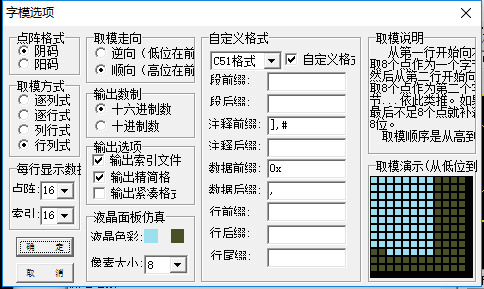 字模选项
点阵格式
阴码
阳码
取模方式
逐列式
逐行式
列行式
行列式
每行显示数据
点阵: 16
索引: 16
确 定
取 消
取模走向
逆向(低位在前
顺向(高位在前
输出数制
十六进制数
十进制数
输出选项
输出索引文件
输出精简格
输出紧凑格式
液晶面板仿真
液晶色彩:
像素大小: 8
自定义格式
C51格式 自定义格式
段前缀:
段后缀:
注释前缀: ],#
注释后缀:
数据前缀: 0x
数据后缀: ,
行前缀:
行后缀:
行尾缀:
取模说明
从第一行开始向
取8个点作为一个字
然后从第二行开始向
取8个点作为第二个
节...依此类推。如果
最后不足8个点就补
8位。
取模顺序是从高到
取模演示(从低位到